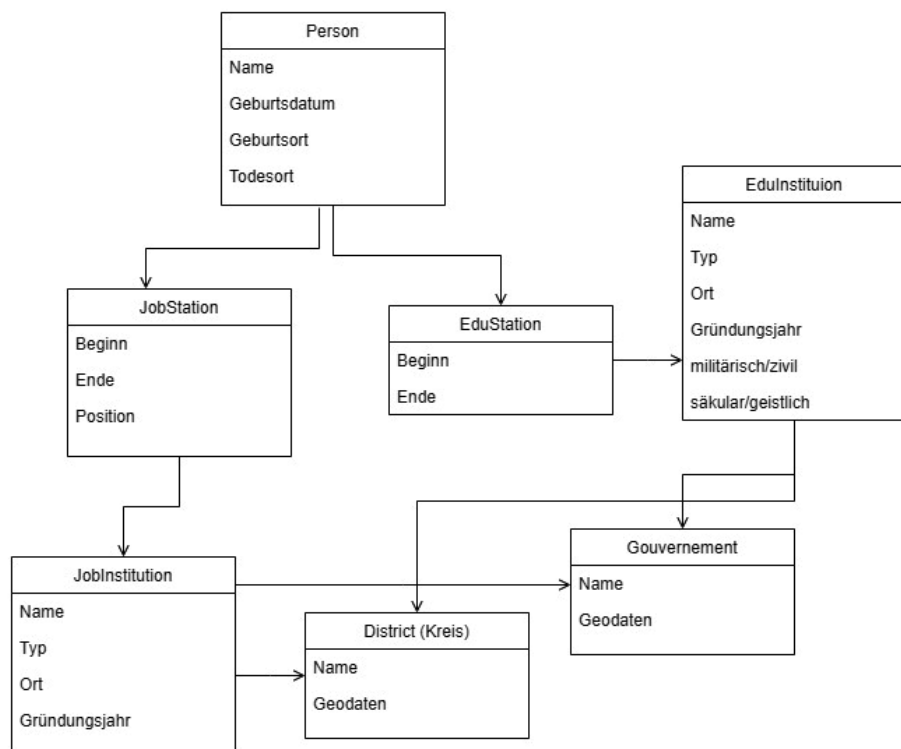 Person
Name
Geburtsdatum
Geburtsort
Todesort
EduInstituion
Name
Typ
Ort
Gründungsjahr
militärisch/zivil
säkular/geistlich
JobStation
Beginn
Ende
Position
EduStation
Beginn
Ende
Gouvernement
Name
Geodaten
JobInstitution
Name
Typ
Ort
Gründungsjahr
District (Kreis)
Name
Geodaten